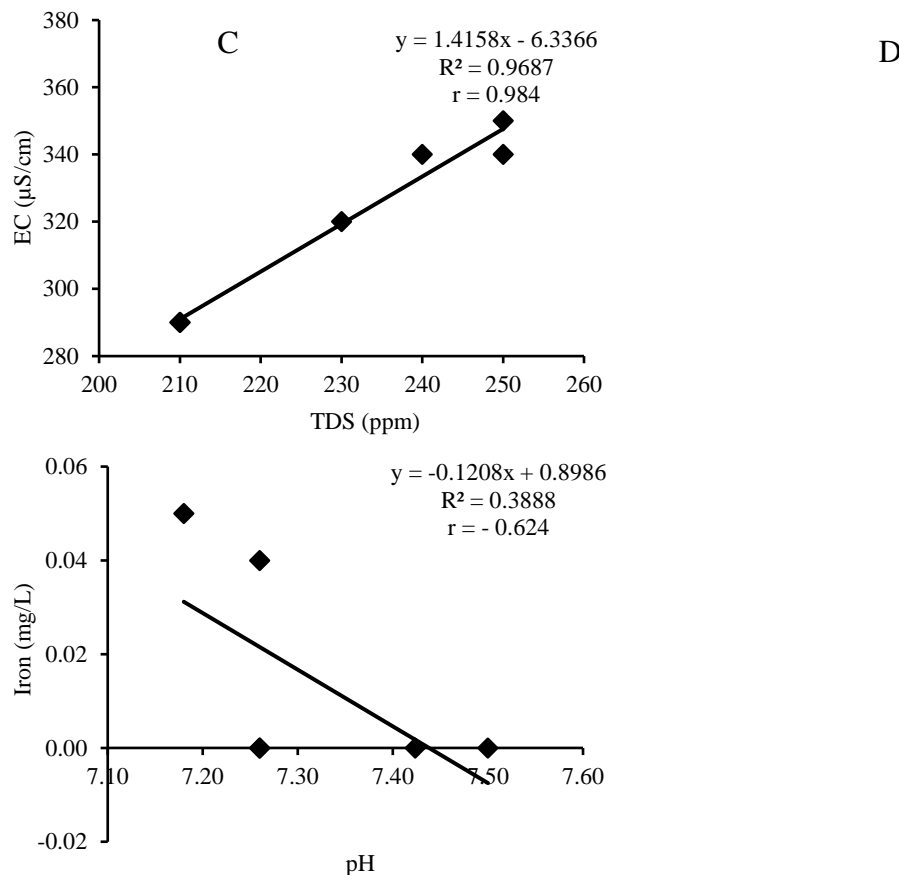 380
C
y = 1.4158x - 6.3366
R² = 0.9687
r = 0.984
D
360
340
320
300
280
EC (µS/cm)
200 210 220 230 240 250 260
TDS (ppm)
0.06
y = -0.1208x + 0.8986
R² = 0.3888
r = - 0.624
0.04
0.02
0.00
-0.02
Iron (mg/L)
7.10 7.20 7.30 7.40 7.50 7.60
pH